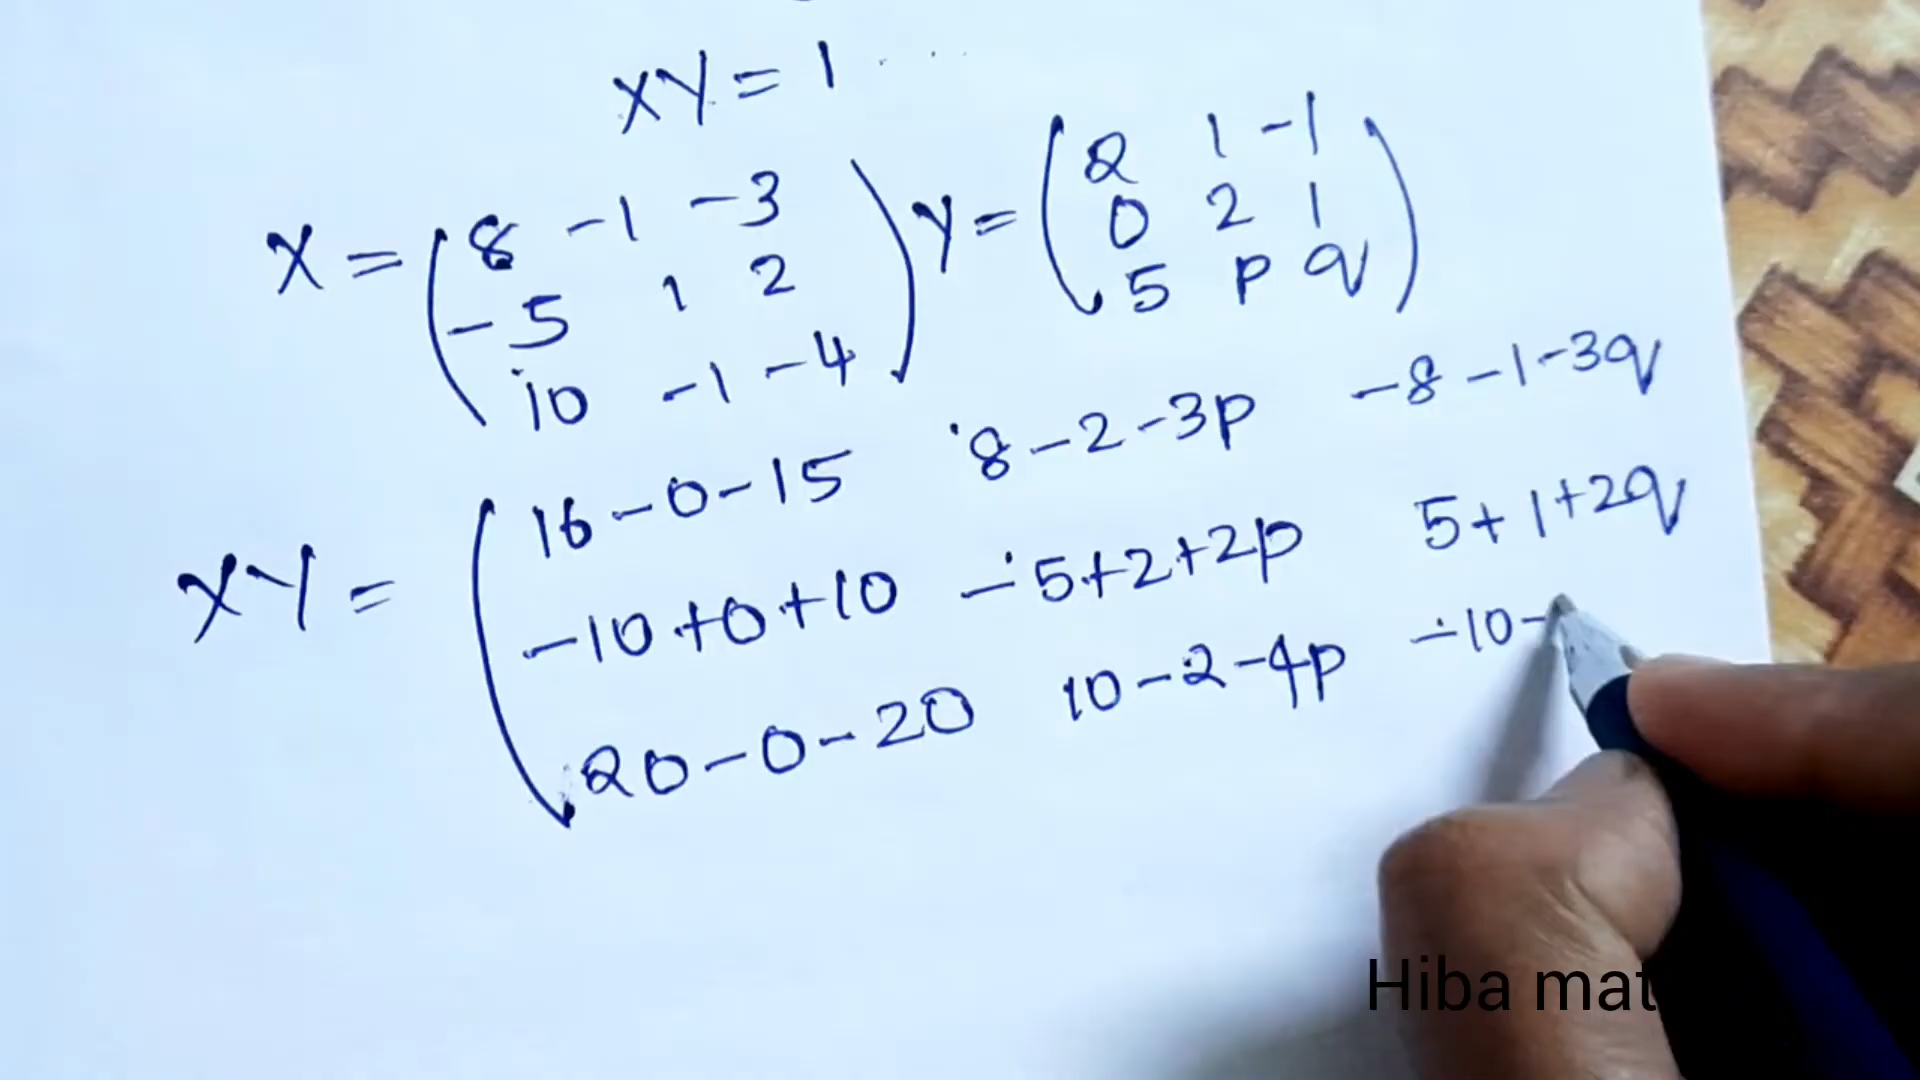 XY = 1
X = (8 -1 -3) Y = (2 1 -1)
-5 1 2 0 2 1
10 -1 -4 5 p q
XY = (16-0-15 8-2-3p -8-1-3q
-10+0+10 -5+2+2p 5+1+2q
20-0-20 10-2-4p -10-
Hiba mat